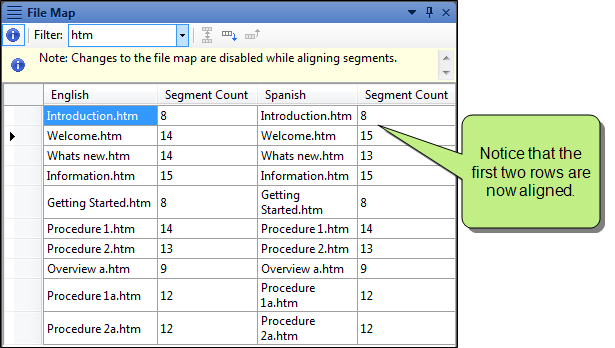 File Map
Filter: htm
Note: Changes to the file map are disabled while aligning segments.
English Segment Count Spanish Segment Count
Introduction.htm 8 Introduction.htm 8
Welcome.htm 14 Welcome.htm 15
Whats new.htm 14 Whats new.htm 13
Information.htm 15 Information.htm 15
Getting Started.htm 8 Getting Started.htm 8
Procedure 1.htm 14 Procedure 1.htm 14
Procedure 2.htm 13 Procedure 2.htm 13
Overview a.htm 9 Overview a.htm 9
Procedure 1a.htm 12 Procedure 1a.htm 12
Procedure 2a.htm 12 Procedure 2a.htm 12
Notice that the
first two rows are
now aligned.